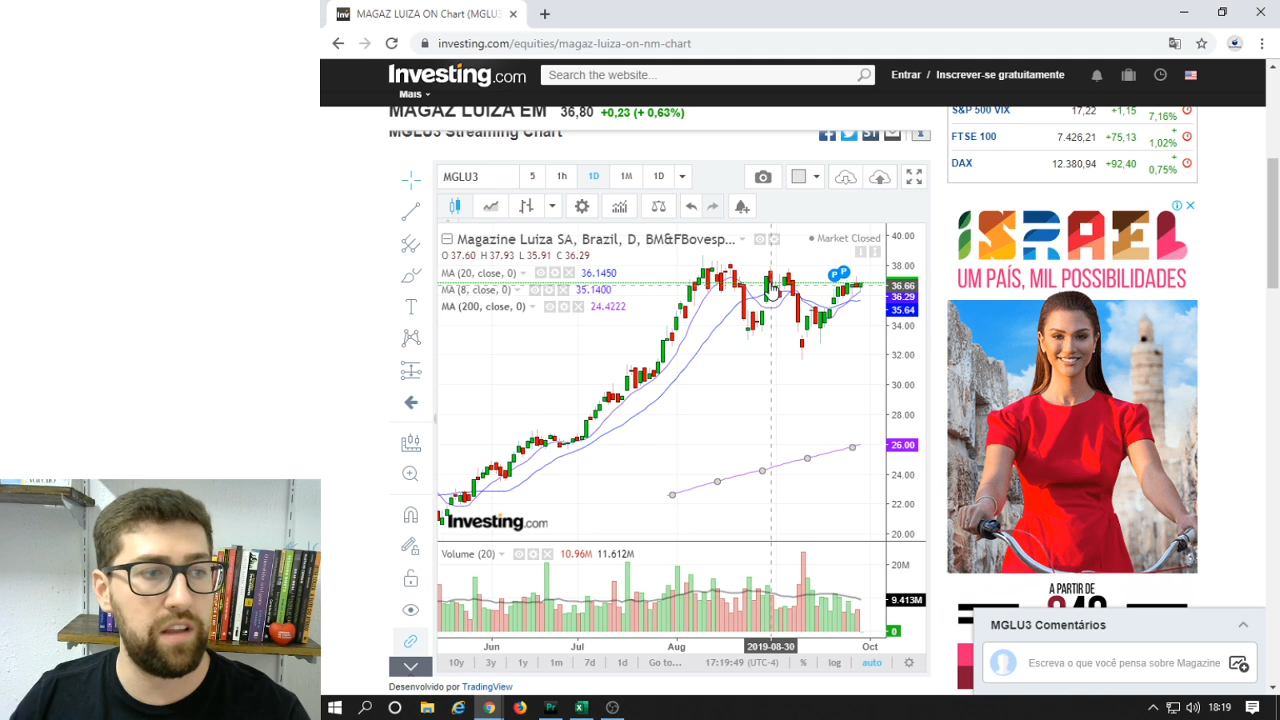 MAGAZ LUIZA ON Chart (MGLU3
investing.com/equities/magaz-luiza-on-nm-chart
Investing.com
Search the website...
Entrar / Inscrever-se gratuitamente
Mais
MAGAZ LUIZA EM 36,80 +0,23 (+ 0,63%)
MGLU3 Streaming Chart
S&P 500 VIX 17,22 +1,15 + 7,16%
FTSE 100 7.426,21 +75,13 + 1,02%
DAX 12.380,94 +92,40 + 0,75%
MGLU3 5 1h 1D 1M 1D
Magazine Luiza SA, Brazil, D, BM&FBovesp...
Market Closed
O 37.60 H 37.93 L 35.91 C 36.29
MA (20, close, 0) 36.1450
MA (8, close, 0) 35.1400
MA (200, close, 0) 24.4222
P P
40.00
38.00
36.66
36.29
35.64
34.00
32.00
30.00
28.00
26.00
24.00
22.00
20.00
Investing.com
Volume (20) 10.96M 11.612M
20M
9.413M
0
Jun Jul Aug 2019-08-30 Oct
10y 3y 1y 1m 7d 1d Go to... 17:19:49 (UTC-4) % log auto
Desenvolvido por TradingView
ISRAEL
UM PAÍS, MIL POSSIBILIDADES
A PARTIR DE
MGLU3 Comentários
Escreva o que você pensa sobre Magazine
18:19